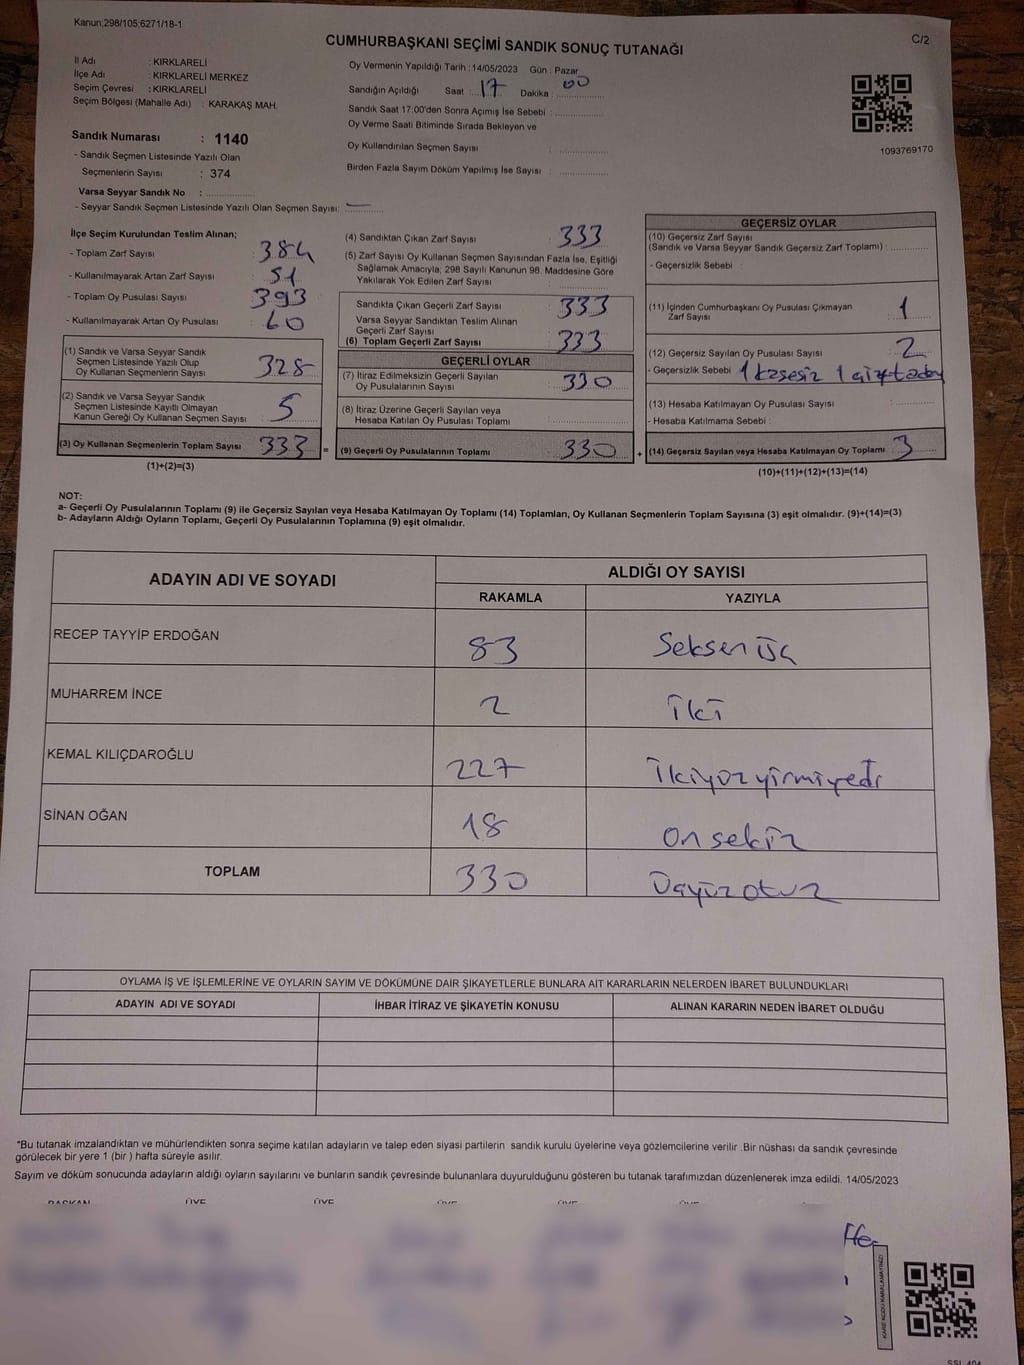 Kanun;298/105;6271/18-1
C/2
CUMHURBAŞKANI SEÇİMİ SANDIK SONUÇ TUTANAĞI
İl Adı : KIRKLARELİ
İlçe Adı : KIRKLARELİ MERKEZ
Seçim Çevresi : KIRKLARELİ
Seçim Bölgesi (Mahalle Adı) : KARAKAŞ MAH.
Sandık Numarası : 1140
- Sandık Seçmen Listesinde Yazılı Olan
Seçmenlerin Sayısı : 374
Varsa Seyyar Sandık No :
- Seyyar Sandık Seçmen Listesinde Yazılı Olan Seçmen Sayısı: —
Oy Vermenin Yapıldığı Tarih : 14/05/2023 Gün : Pazar
Sandığın Açıldığı Saat : 17 Dakika : 00
Sandık Saat 17:00'den Sonra Açımış İse Sebebi :
Oy Verme Saati Bitiminde Sırada Bekleyen ve
Oy Kullandırılan Seçmen Sayısı :
Birden Fazla Sayım Döküm Yapılmış İse Sayısı :
1093769170
İlçe Seçim Kurulundan Teslim Alınan;
- Toplam Zarf Sayısı : 384
- Kullanılmayarak Artan Zarf Sayısı : 51
- Toplam Oy Pusulası Sayısı : 393
- Kullanılmayarak Artan Oy Pusulası : 60
(1) Sandık ve Varsa Seyyar Sandık
Seçmen Listesinde Yazılı Olup
Oy Kullanan Seçmenlerin Sayısı : 328
(2) Sandık ve Varsa Seyyar Sandık
Seçmen Listesinde Kayıtlı Olmayan
Kanun Gereği Oy Kullanan Seçmen Sayısı : 5
(3) Oy Kullanan Seçmenlerin Toplam Sayısı : 333 =
(1)+(2)=(3)
(4) Sandıktan Çıkan Zarf Sayısı : 333
(5) Zarf Sayısı Oy Kullanan Seçmen Sayısından Fazla İse, Eşitliği
Sağlamak Amacıyla; 298 Sayılı Kanunun 98. Maddesine Göre
Yakılarak Yok Edilen Zarf Sayısı :
Sandıkta Çıkan Geçerli Zarf Sayısı : 333
Varsa Seyyar Sandıktan Teslim Alınan
Geçerli Zarf Sayısı :
(6) Toplam Geçerli Zarf Sayısı : 333
GEÇERLİ OYLAR
(7) İtiraz Edilmeksizin Geçerli Sayılan
Oy Pusulalarının Sayısı : 330
(8) İtiraz Üzerine Geçerli Sayılan veya
Hesaba Katılan Oy Pusulası Toplamı :
(9) Geçerli Oy Pusulalarının Toplamı : 330 +
GEÇERSİZ OYLAR
(10) Geçersiz Zarf Sayısı
(Sandık ve Varsa Seyyar Sandık Geçersiz Zarf Toplamı) :
- Geçersizlik Sebebi :
(11) İçinden Cumhurbaşkanı Oy Pusulası Çıkmayan
Zarf Sayısı : 1
(12) Geçersiz Sayılan Oy Pusulası Sayısı : 2
- Geçersizlik Sebebi : 1 kaşesiz 1 çift aday
(13) Hesaba Katılmayan Oy Pusulası Sayısı :
- Hesaba Katılmama Sebebi :
(14) Geçersiz Sayılan veya Hesaba Katılmayan Oy Toplamı : 3
(10)+(11)+(12)+(13)=(14)
NOT:
a- Geçerli Oy Pusulalarının Toplamı (9) ile Geçersiz Sayılan veya Hesaba Katılmayan Oy Toplamı (14) Toplamları, Oy Kullanan Seçmenlerin Toplam Sayısına (3) eşit olmalıdır. (9)+(14)=(3)
b- Adayların Aldığı Oyların Toplamı, Geçerli Oy Pusulalarının Toplamına (9) eşit olmalıdır.
ADAYIN ADI VE SOYADI ALDIĞI OY SAYISI
RAKAMLA YAZIYLA
RECEP TAYYİP ERDOĞAN 83 Seksen üç
MUHARREM İNCE 2 iki
KEMAL KILIÇDAROĞLU 227 İkiyüzyirmiyedi
SİNAN OĞAN 18 on sekiz
TOPLAM 330 Üçyüzotuz
OYLAMA İŞ VE İŞLEMLERİNE VE OYLARIN SAYIM VE DÖKÜMÜNE DAİR ŞİKAYETLERLE BUNLARA AİT KARARLARIN NELERDEN İBARET BULUNDUKLARI
ADAYIN ADI VE SOYADI İHBAR İTİRAZ VE ŞİKAYETİN KONUSU ALINAN KARARIN NEDEN İBARET OLDUĞU
*Bu tutanak imzalandıktan ve mühürlendikten sonra seçime katılan adayların ve talep eden siyasi partilerin sandık kurulu üyelerine veya gözlemcilerine verilir .Bir nüshası da sandık çevresinde
görülecek bir yere 1 (bir ) hafta süreyle asılır.
Sayım ve döküm sonucunda adayların aldığı oyların sayılarını ve bunların sandık çevresinde bulunanlara duyurulduğunu gösteren bu tutanak tarafımızdan düzenlenerek imza edildi. 14/05/2023
BAŞKAN ÜYE ÜYE ÜYE ÜYE ÜYE
KARE KODU KARALAMAYINIZ!